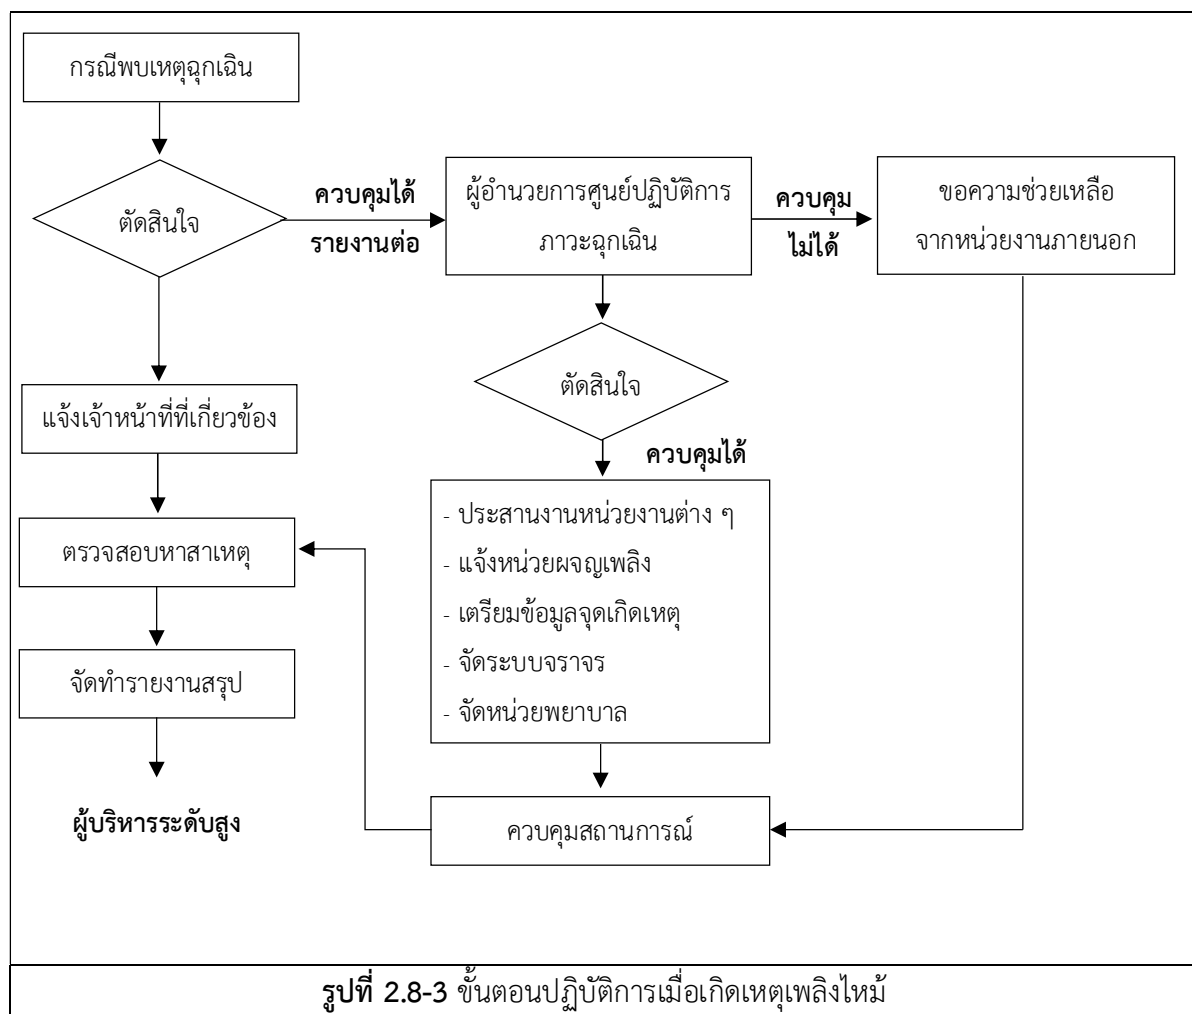 กรณีพบเหตุฉุกเฉิน
ตัดสินใจ
ควบคุมได้
รายงานต่อ
ผู้อำนวยการศูนย์ปฏิบัติการ
ภาวะฉุกเฉิน
ควบคุม
ไม่ได้
ขอความช่วยเหลือ
จากหน่วยงานภายนอก
ตัดสินใจ
แจ้งเจ้าหน้าที่ที่เกี่ยวข้อง
ควบคุมได้
- ประสานงานหน่วยงานต่าง ๆ
- แจ้งหน่วยผจญเพลิง
- เตรียมข้อมูลจุดเกิดเหตุ
- จัดระบบจราจร
- จัดหน่วยพยาบาล
ตรวจสอบหาสาเหตุ
จัดทำรายงานสรุป
ผู้บริหารระดับสูง
ควบคุมสถานการณ์
รูปที่ 2.8-3 ขั้นตอนปฏิบัติการเมื่อเกิดเหตุเพลิงไหม้